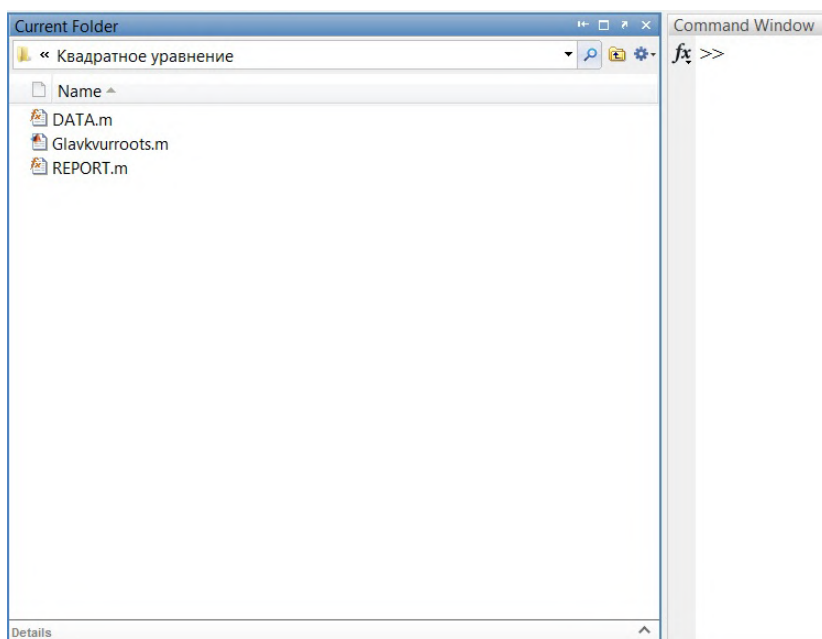 Current Folder
« Квадратное уравнение
Name
DATA.m
Glavkvurroots.m
REPORT.m
Details
Command Window
fx >>